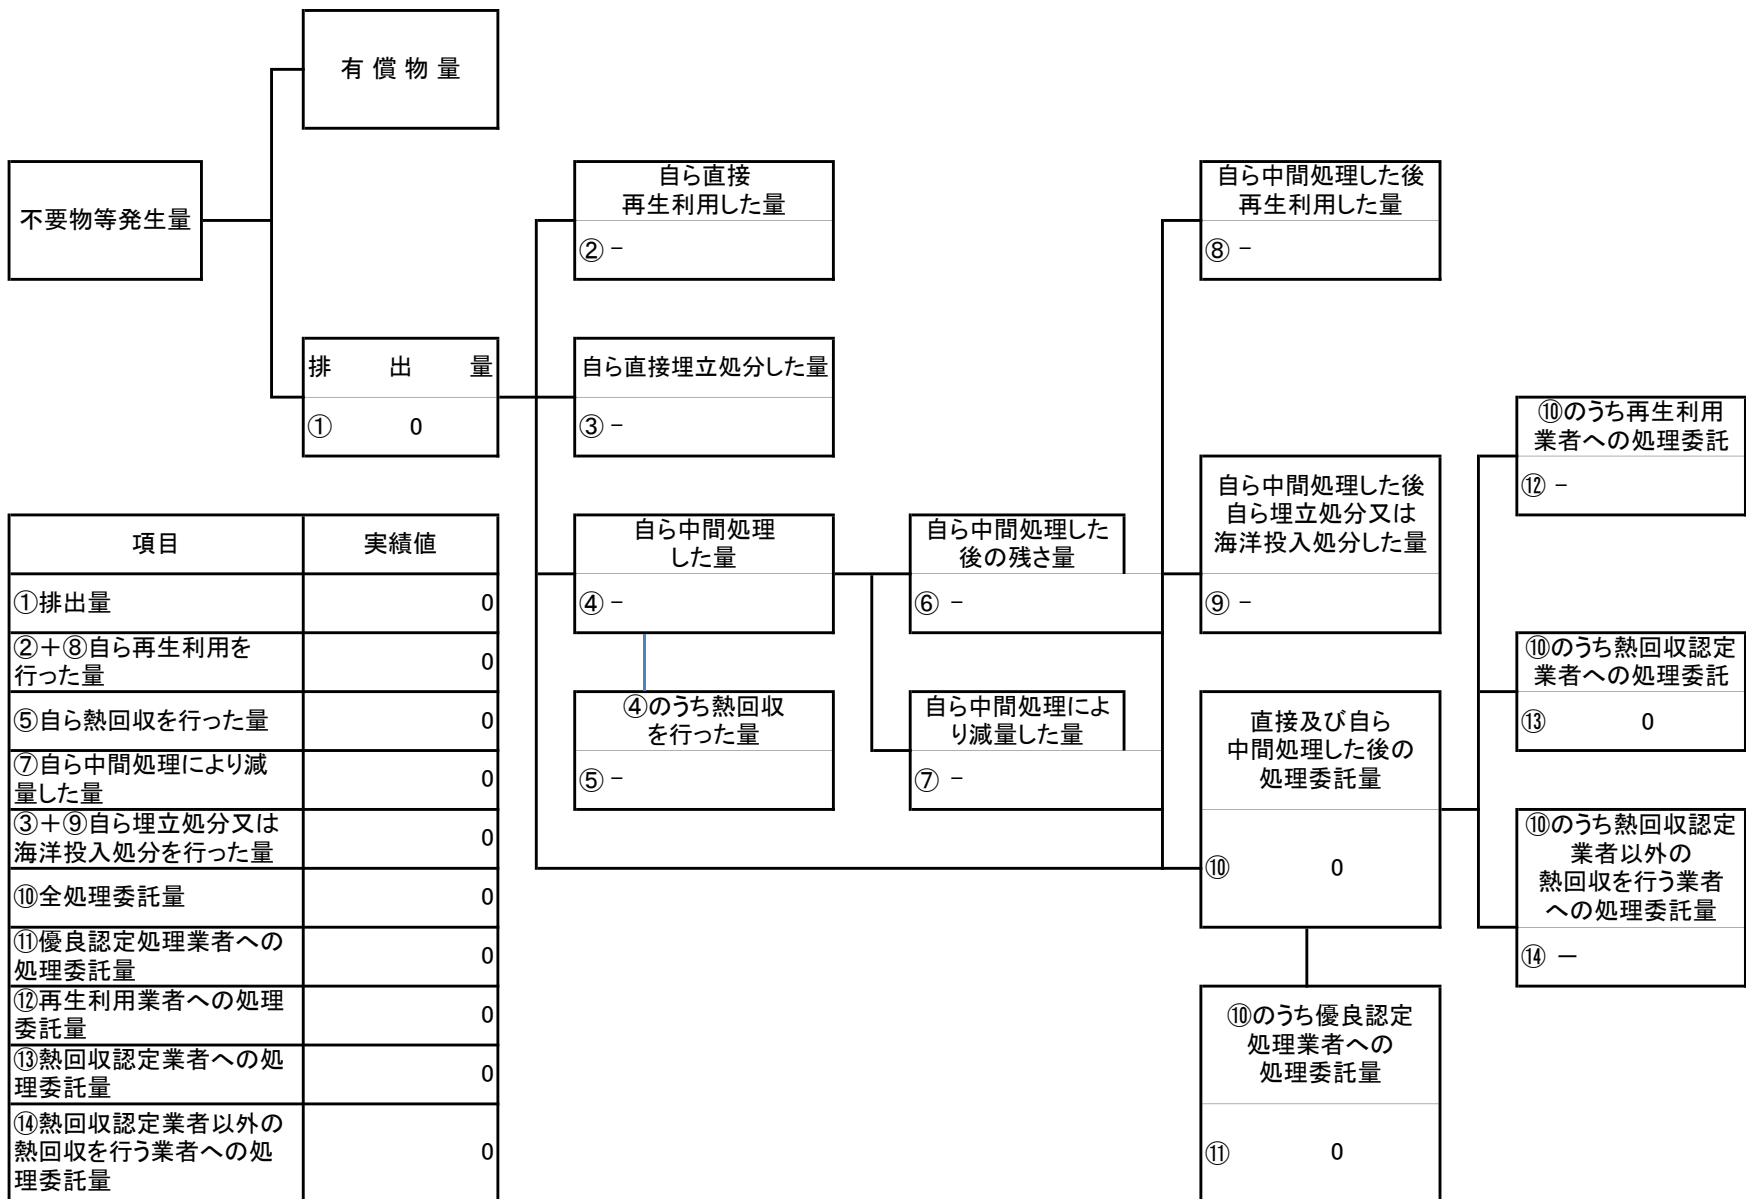 有 償 物 量
不要物等発生量
自ら直接
再生利用した量
② −
自ら中間処理した後
再生利用した量
⑧ −
排 出 量
① 0
自ら直接埋立処分した量
③ −
⑩のうち再生利用
業者への処理委託
⑫ −
自ら中間処理した後
自ら埋立処分又は
海洋投入処分した量
⑨ −
自ら中間処理
した量
④ −
自ら中間処理した
後の残さ量
⑥ −
④のうち熱回収
を行った量
⑤ −
自ら中間処理によ
り減量した量
⑦ −
直接及び自ら
中間処理した後の
処理委託量
⑩ 0
⑩のうち熱回収認定
業者への処理委託
⑬ 0
⑩のうち熱回収認定
業者以外の
熱回収を行う業者
への処理委託量
⑭ －
⑩のうち優良認定
処理業者への
処理委託量
⑪ 0
項目 実績値
①排出量 0
②＋⑧自ら再生利用を
行った量 0
⑤自ら熱回収を行った量 0
⑦自ら中間処理により減
量した量 0
③＋⑨自ら埋立処分又は
海洋投入処分を行った量 0
⑩全処理委託量 0
⑪優良認定処理業者への
処理委託量 0
⑫再生利用業者への処理
委託量 0
⑬熱回収認定業者への処
理委託量 0
⑭熱回収認定業者以外の
熱回収を行う業者への処
理委託量 0